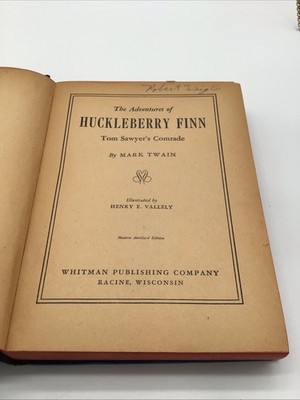 Robert
The Adventures of
HUCKLEBERRY FINN
Tom Sawyer's Comrade
By MARK TWAIN
Illustrated by
HENRY E. VALLELY
Modern Abridged Edition
WHITMAN PUBLISHING COMPANY
RACINE, WISCONSIN